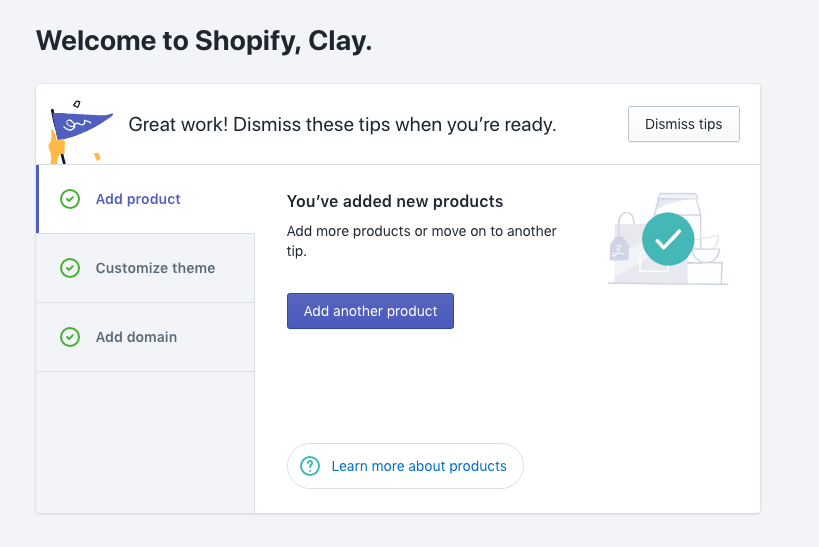 Welcome to Shopify, Clay.
Great work! Dismiss these tips when you’re ready.
Dismiss tips
Add product
Customize theme
Add domain
You’ve added new products
Add more products or move on to another
tip.
Add another product
Learn more about products